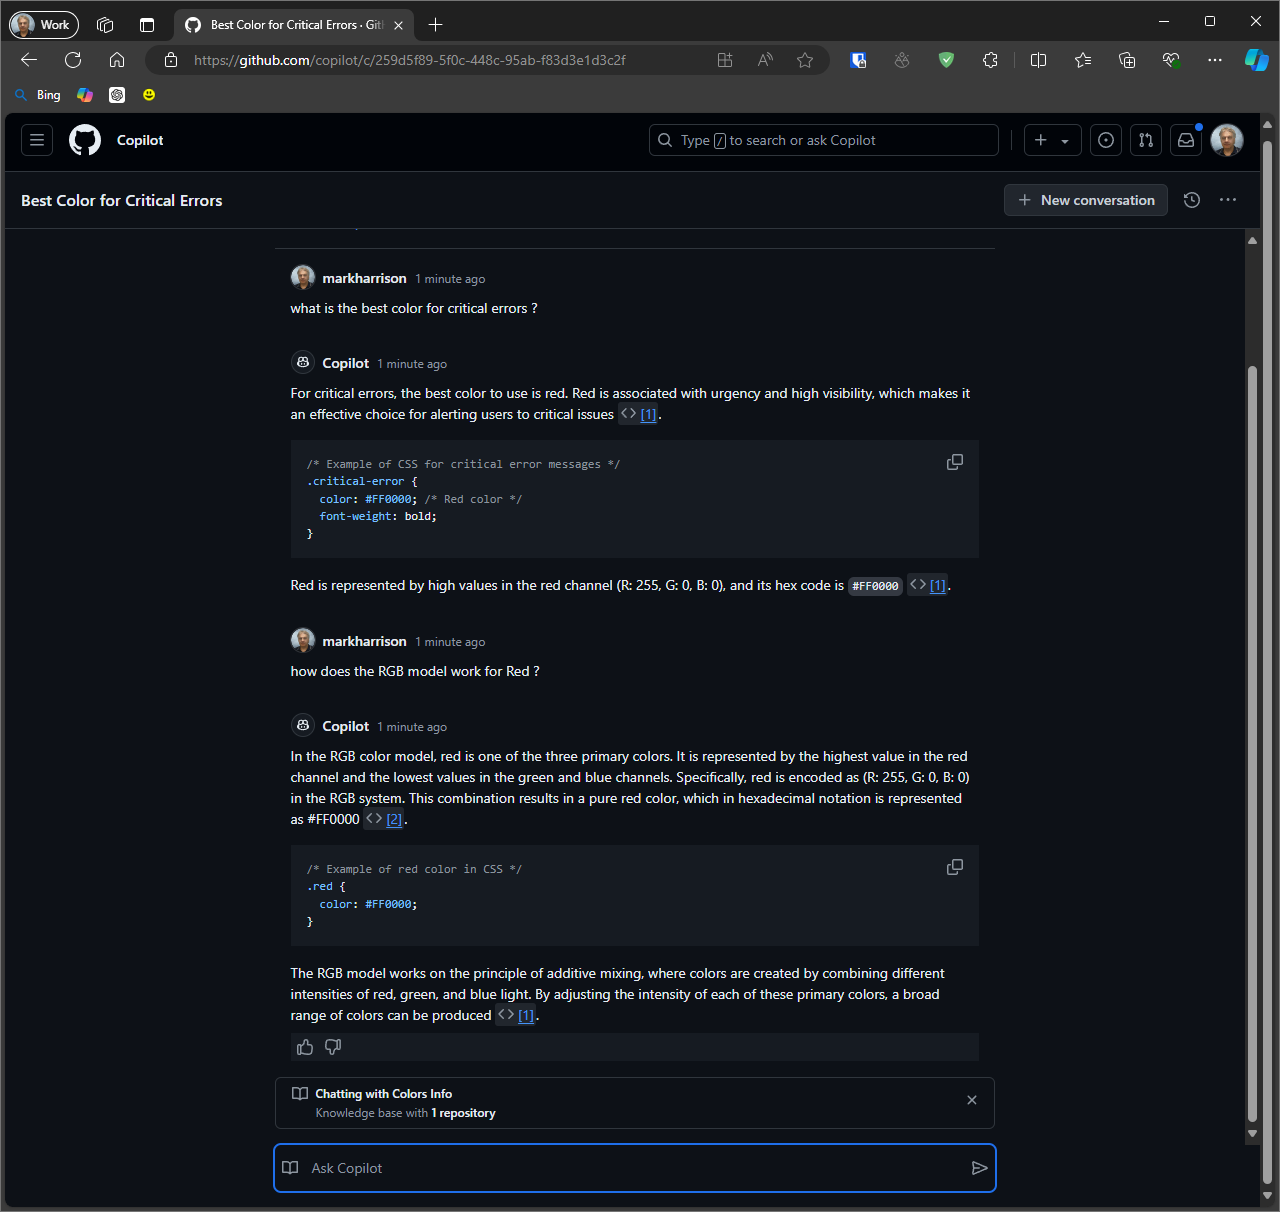 Work
Best Color for Critical Errors · Git
https://github.com/copilot/c/259d5f89-5f0c-448c-95ab-f83d3e1d3c2f
Bing
Copilot
Type / to search or ask Copilot
Best Color for Critical Errors
New conversation
markharrison 1 minute ago
what is the best color for critical errors ?
Copilot 1 minute ago
For critical errors, the best color to use is red. Red is associated with urgency and high visibility, which makes it
an effective choice for alerting users to critical issues <> [1].
/* Example of CSS for critical error messages */
.critical-error {
  color: #FF0000; /* Red color */
  font-weight: bold;
}
Red is represented by high values in the red channel (R: 255, G: 0, B: 0), and its hex code is #FF0000 <> [1].
markharrison 1 minute ago
how does the RGB model work for Red ?
Copilot 1 minute ago
In the RGB color model, red is one of the three primary colors. It is represented by the highest value in the red
channel and the lowest values in the green and blue channels. Specifically, red is encoded as (R: 255, G: 0, B: 0)
in the RGB system. This combination results in a pure red color, which in hexadecimal notation is represented
as #FF0000 <> [2].
/* Example of red color in CSS */
.red {
  color: #FF0000;
}
The RGB model works on the principle of additive mixing, where colors are created by combining different
intensities of red, green, and blue light. By adjusting the intensity of each of these primary colors, a broad
range of colors can be produced <> [1].
Chatting with Colors Info
Knowledge base with 1 repository
Ask Copilot